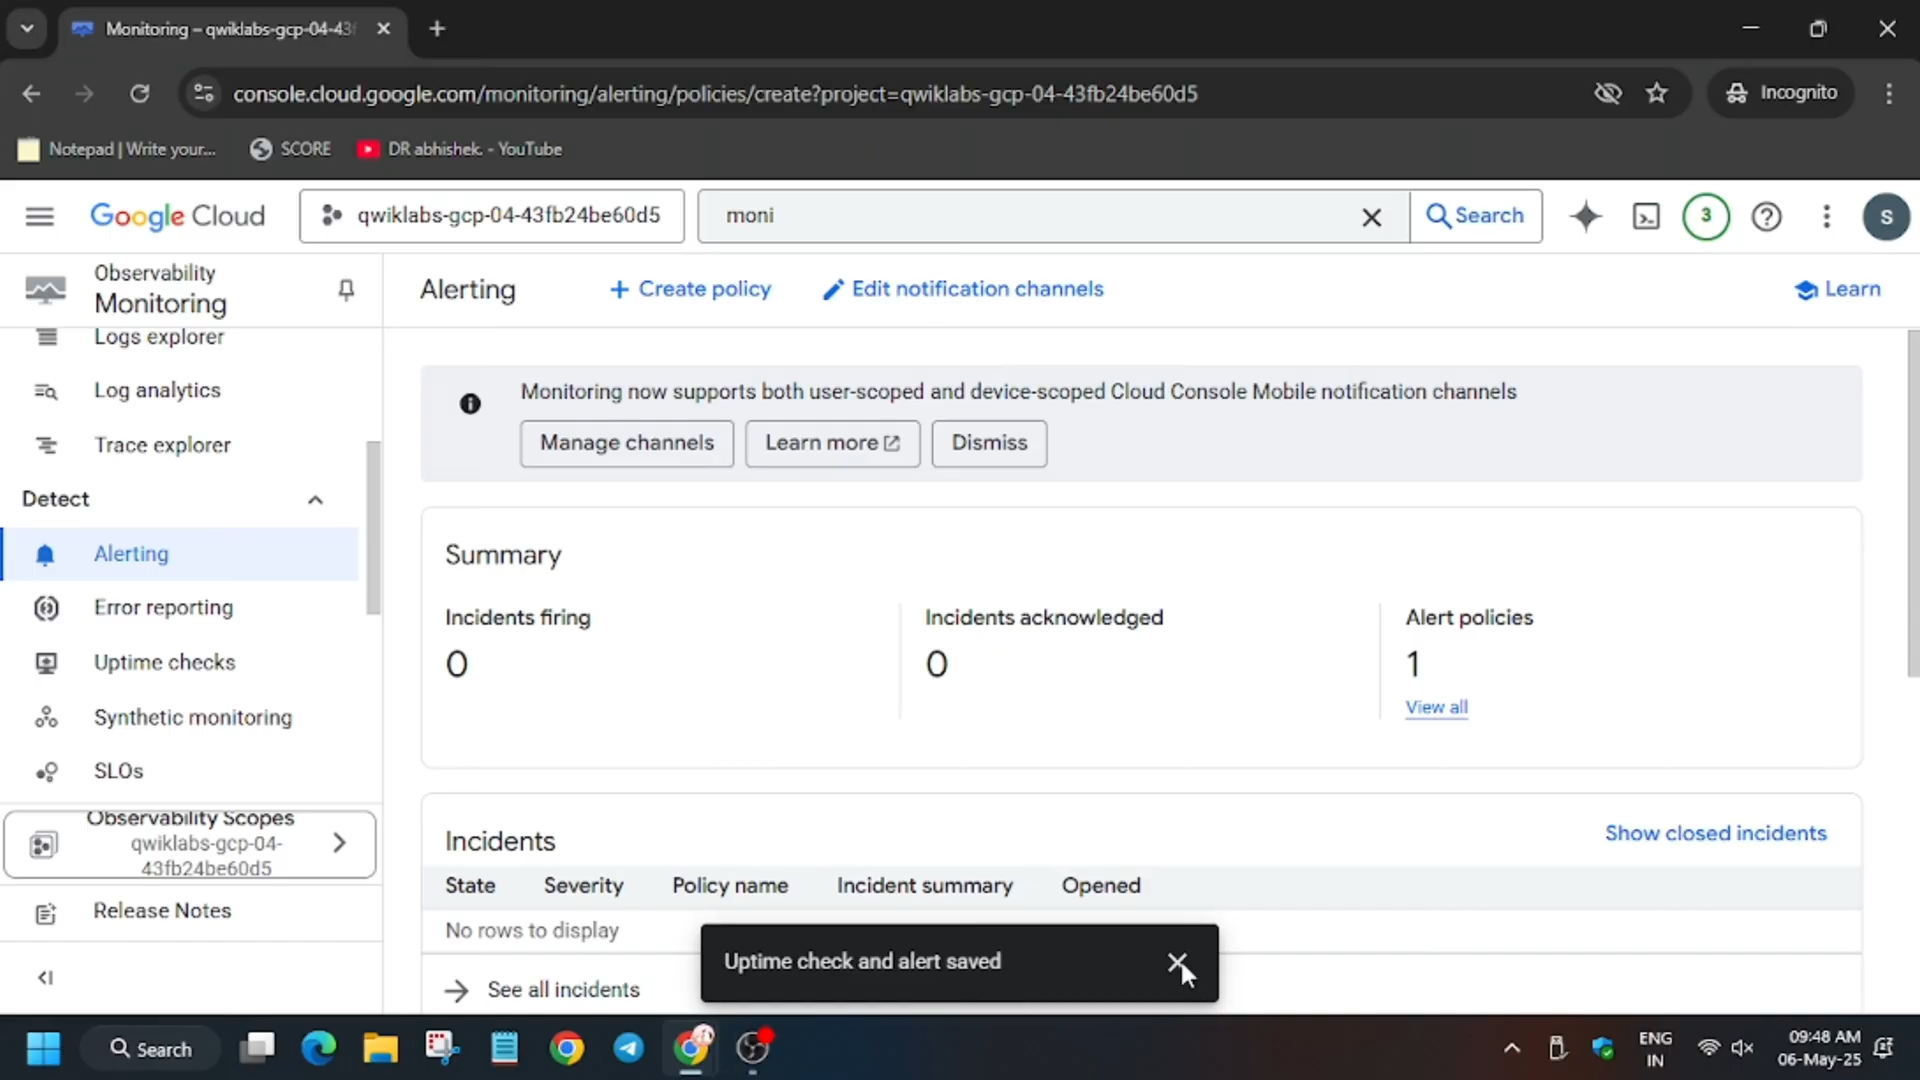 Monitoring – qwiklabs-gcp-04-43f
console.cloud.google.com/monitoring/alerting/policies/create?project=qwiklabs-gcp-04-43fb24be60d5
Incognito
Notepad | Write your...
SCORE
DR abhishek. - YouTube
Google Cloud
qwiklabs-gcp-04-43fb24be60d5
moni
Search
3
S
Observability
Monitoring
Alerting
Create policy
Edit notification channels
Learn
Logs explorer
Log analytics
Trace explorer
Detect
Alerting
Error reporting
Uptime checks
Synthetic monitoring
SLOs
Observability Scopes
qwiklabs-gcp-04-
43fb24be60d5
Release Notes
Monitoring now supports both user-scoped and device-scoped Cloud Console Mobile notification channels
Manage channels
Learn more
Dismiss
Summary
Incidents firing
0
Incidents acknowledged
0
Alert policies
1
View all
Incidents
Show closed incidents
State
Severity
Policy name
Incident summary
Opened
No rows to display
See all incidents
Uptime check and alert saved
Search
ENG
IN
09:48 AM
06-May-25